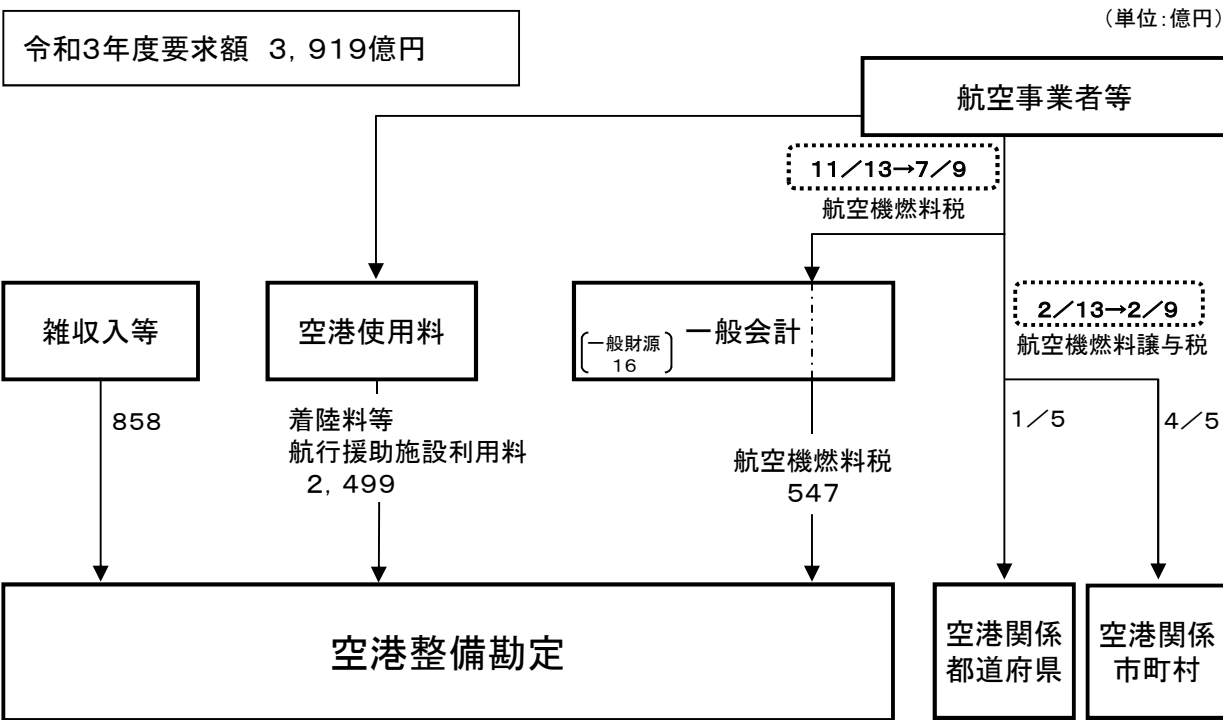 (単位:億円)
令和3年度要求額 3,919億円
航空事業者等
11/13→7/9
航空機燃料税
雑収入等
空港使用料
一般会計
一般財源
16
2/13→2/9
航空機燃料譲与税
858
着陸料等
航行援助施設利用料
2,499
航空機燃料税
547
1/5
4/5
空港整備勘定
空港関係
都道府県
空港関係
市町村